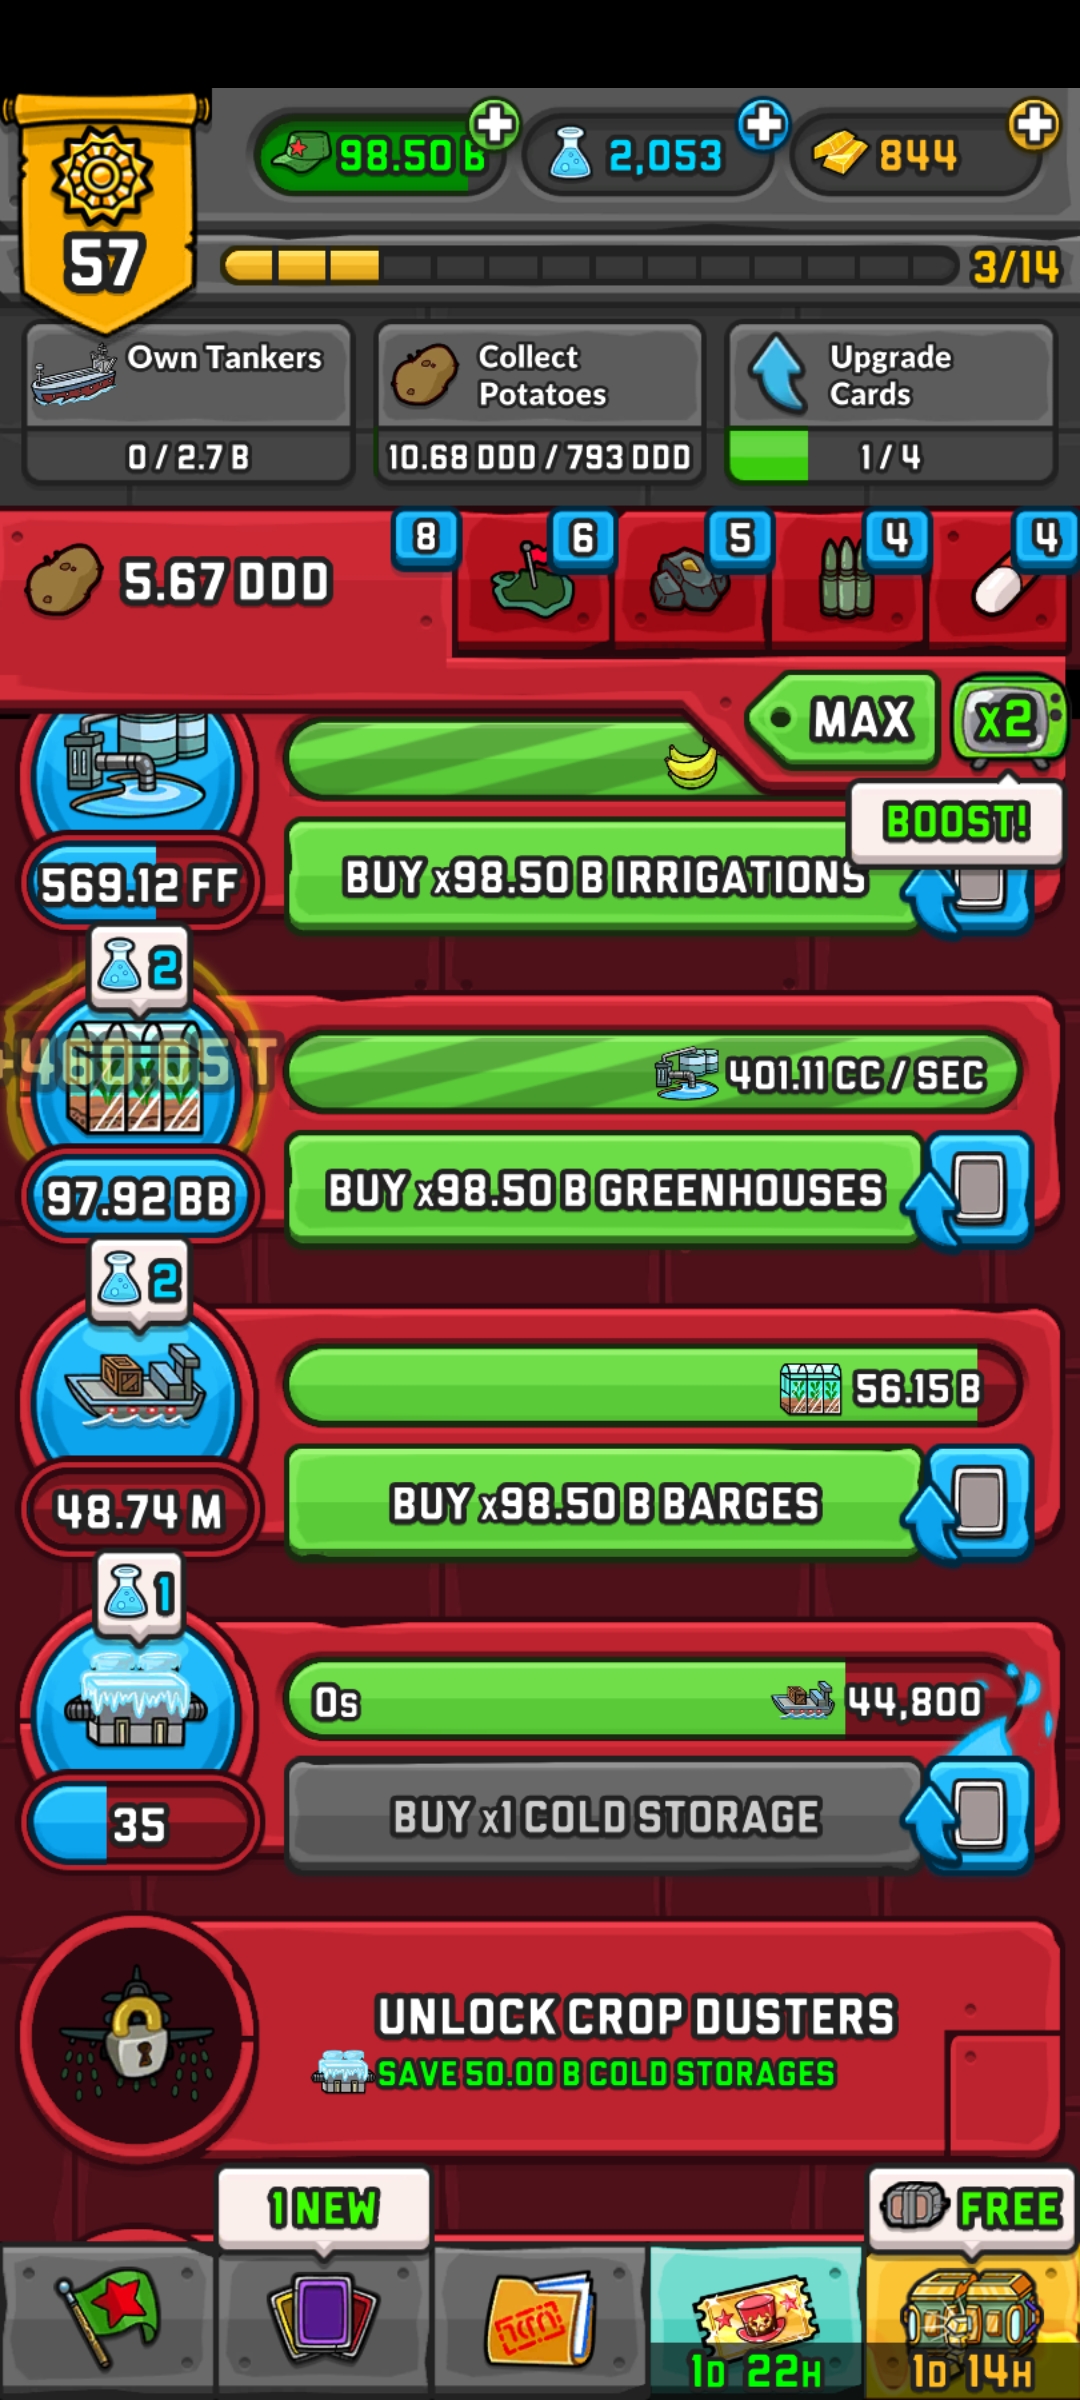 57
98.50 B
2,053
844
3/14
Own Tankers
0 / 2.7 B
Collect
Potatoes
10.68 DDD / 793 DDD
Upgrade
Cards
1 / 4
5.67 DDD
8
6
5
4
4
MAX
x2
BOOST!
569.12 FF
BUY x98.50 B IRRIGATIONS
2
+460.05 T
401.11 CC / SEC
97.92 BB
BUY x98.50 B GREENHOUSES
2
56.15 B
48.74 M
BUY x98.50 B BARGES
1
0s
44,800
35
BUY x1 COLD STORAGE
UNLOCK CROP DUSTERS
SAVE 50.00 B COLD STORAGES
1 NEW
FREE
1D 22H
1D 14H